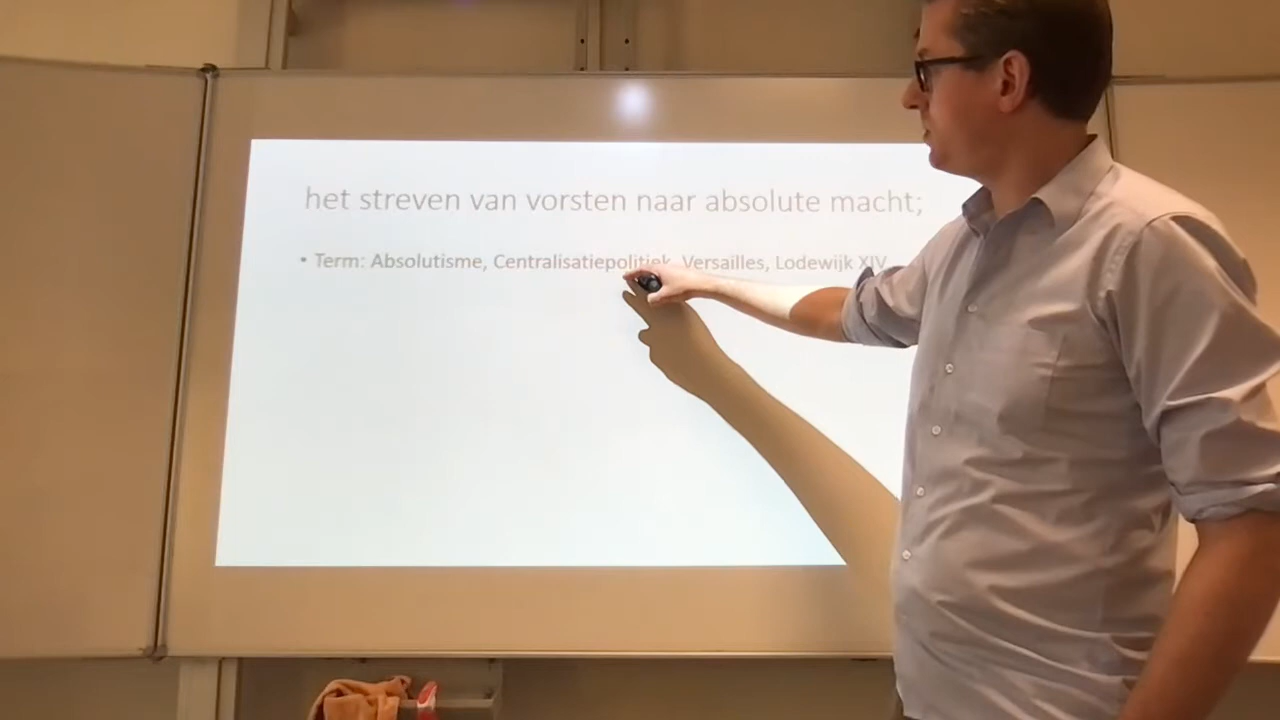 het streven van vorsten naar absolute macht;
• Term: Absolutisme, Centralisatiepolitiek, Versailles, Lodewijk XIV